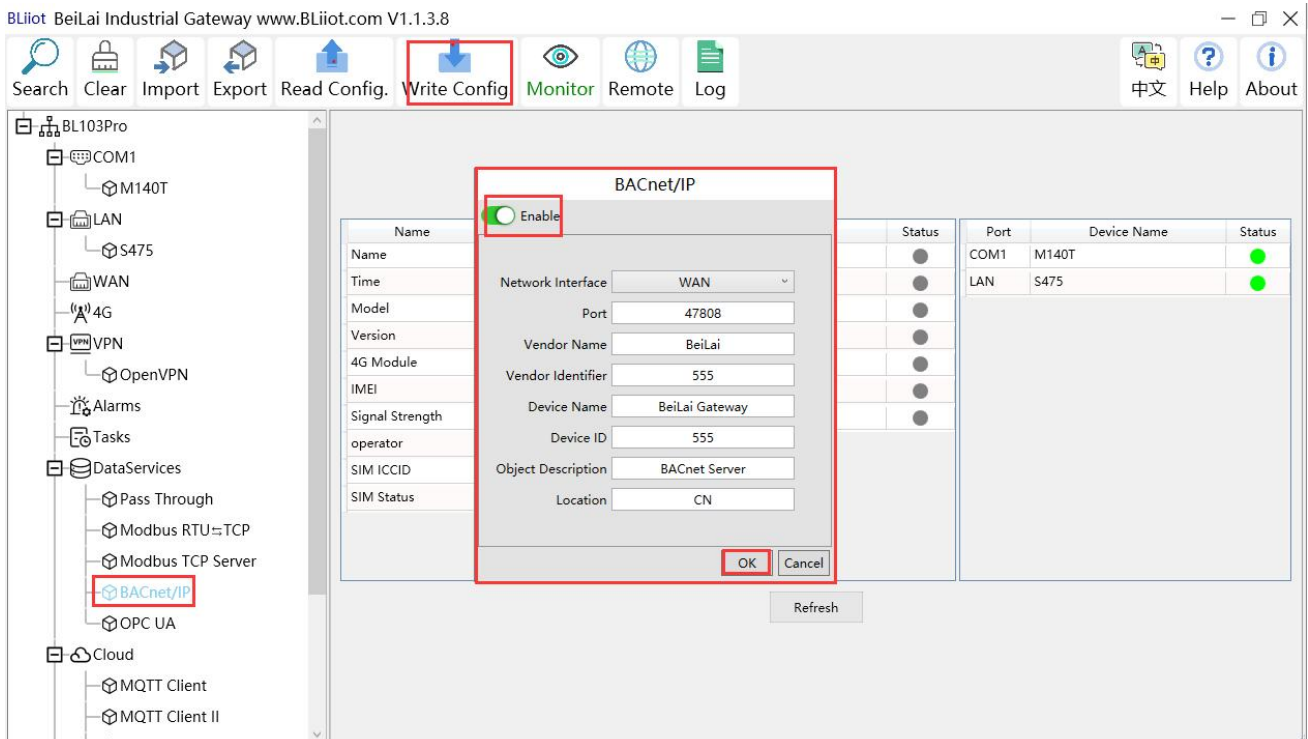 BLiiot BeiLai Industrial Gateway www.BLiiot.com V1.1.3.8
Search Clear Import Export Read Config. Write Config Monitor Remote Log 中文 Help About
BL103Pro
COM1
M140T
LAN
S475
WAN
4G
VPN
VPN
OpenVPN
Alarms
Tasks
DataServices
Pass Through
Modbus RTU⇆TCP
Modbus TCP Server
BACnet/IP
OPC UA
Cloud
MQTT Client
MQTT Client II
Name Status
Name
Time
Model
Version
4G Module
IMEI
Signal Strength
operator
SIM ICCID
SIM Status
BACnet/IP
Enable
Network Interface WAN
Port 47808
Vendor Name BeiLai
Vendor Identifier 555
Device Name BeiLai Gateway
Device ID 555
Object Description BACnet Server
Location CN
OK Cancel
Port Device Name Status
COM1 M140T
LAN S475
Refresh